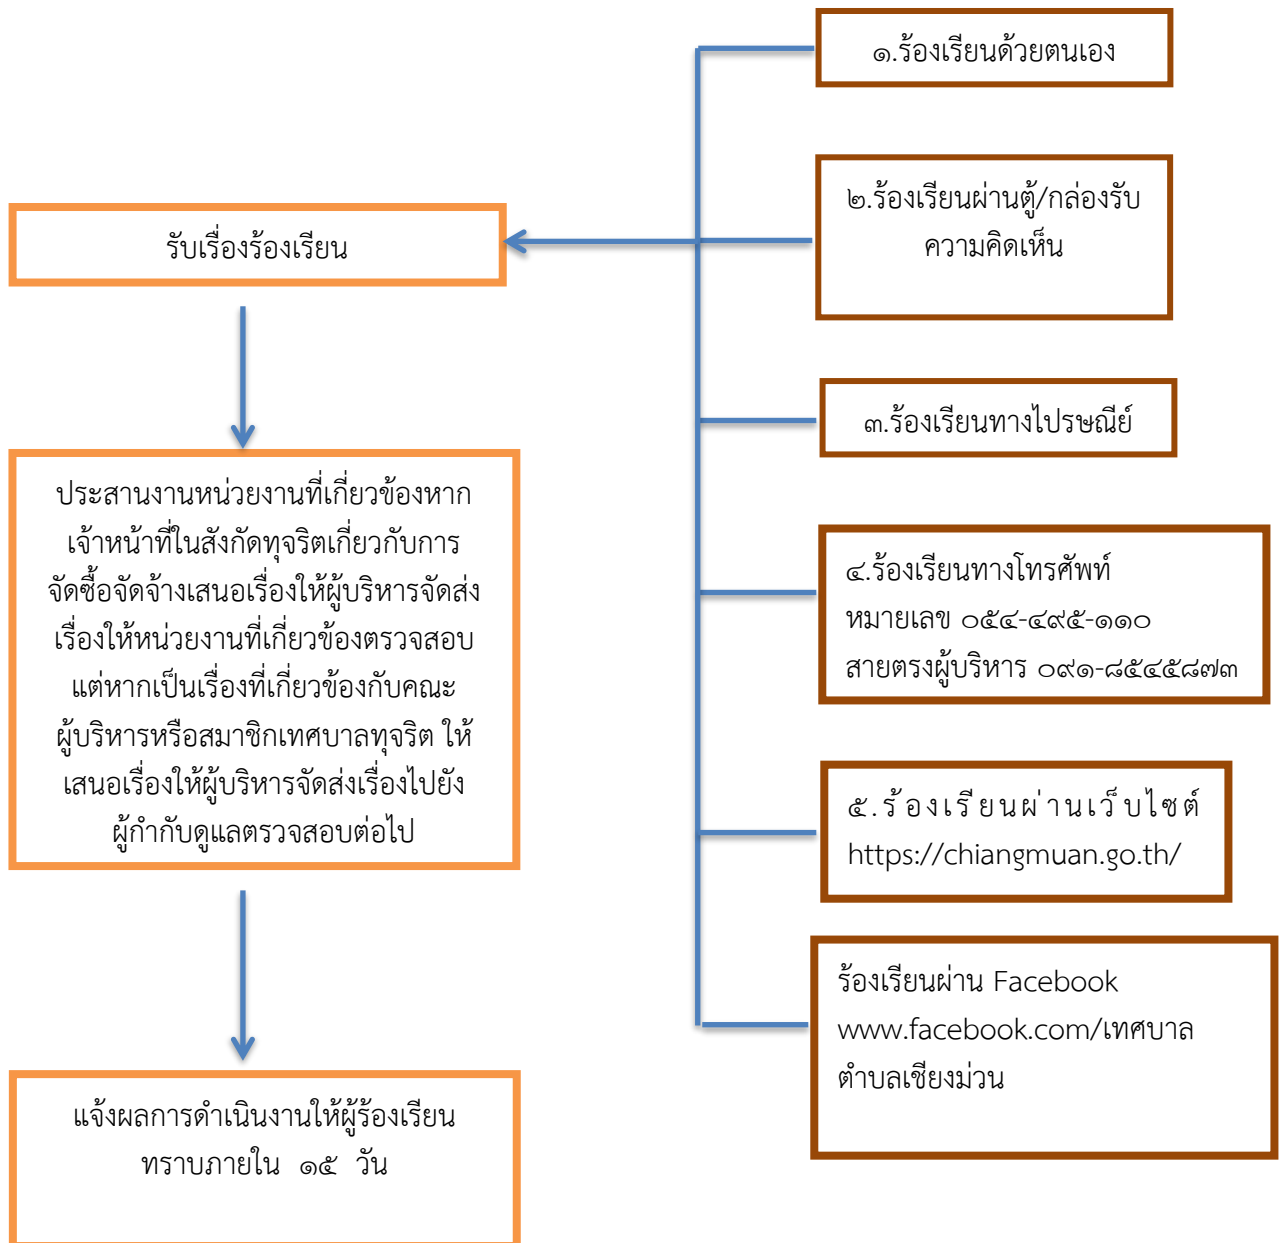 ๑.ร้องเรียนด้วยตนเอง
๒.ร้องเรียนผ่านตู้/กล่องรับ
ความคิดเห็น
รับเรื่องร้องเรียน
๓.ร้องเรียนทางไปรษณีย์
ประสานงานหน่วยงานที่เกี่ยวข้องหาก
เจ้าหน้าที่ในสังกัดทุจริตเกี่ยวกับการ
จัดซื้อจัดจ้างเสนอเรื่องให้ผู้บริหารจัดส่ง
เรื่องให้หน่วยงานที่เกี่ยวข้องตรวจสอบ
แต่หากเป็นเรื่องที่เกี่ยวข้องกับคณะ
ผู้บริหารหรือสมาชิกเทศบาลทุจริต ให้
เสนอเรื่องให้ผู้บริหารจัดส่งเรื่องไปยัง
ผู้กำกับดูแลตรวจสอบต่อไป
๔.ร้องเรียนทางโทรศัพท์
หมายเลข ๐๕๔-๔๙๕-๑๑๐
สายตรงผู้บริหาร ๐๙๑-๘๕๔๕๘๗๓
๕.ร้องเรียนผ่านเว็บไซต์
https://chiangmuan.go.th/
ร้องเรียนผ่าน Facebook
www.facebook.com/เทศบาล
ตำบลเชียงม่วน
แจ้งผลการดำเนินงานให้ผู้ร้องเรียน
ทราบภายใน ๑๕ วัน